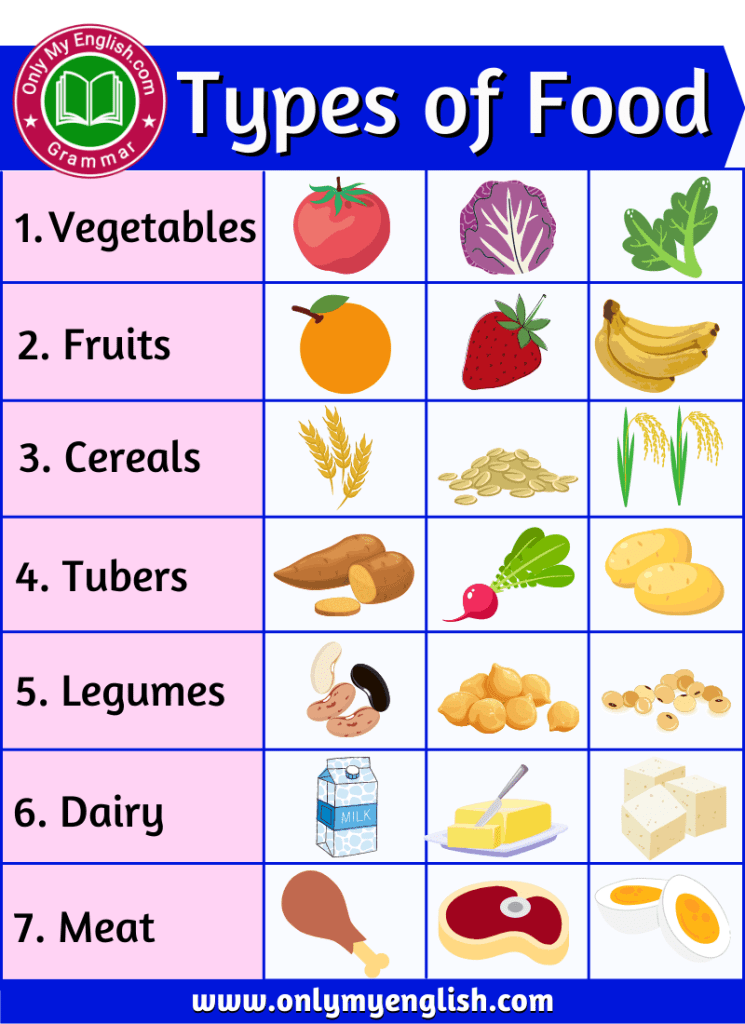 Only My English.com
Grammar
Types of Food
1. Vegetables
2. Fruits
3. Cereals
4. Tubers
5. Legumes
6. Dairy
MILK
7. Meat
www.onlymyenglish.com